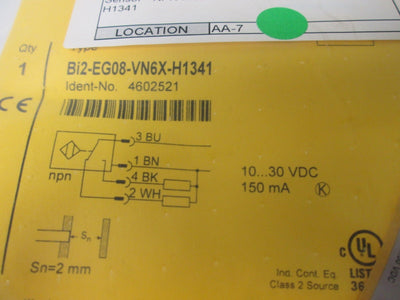 H1341
LOCATION AA-7
Qty
1 Bi2-EG08-VN6X-H1341
Ident-No. 4602521
CE
3 BU
1 BN
4 BK
2 WH
npn
10...30 VDC
150 mA K
Sn
Sn=2 mm
C UL
Ind. Cont. Eq. LIST
Class 2 Source 36